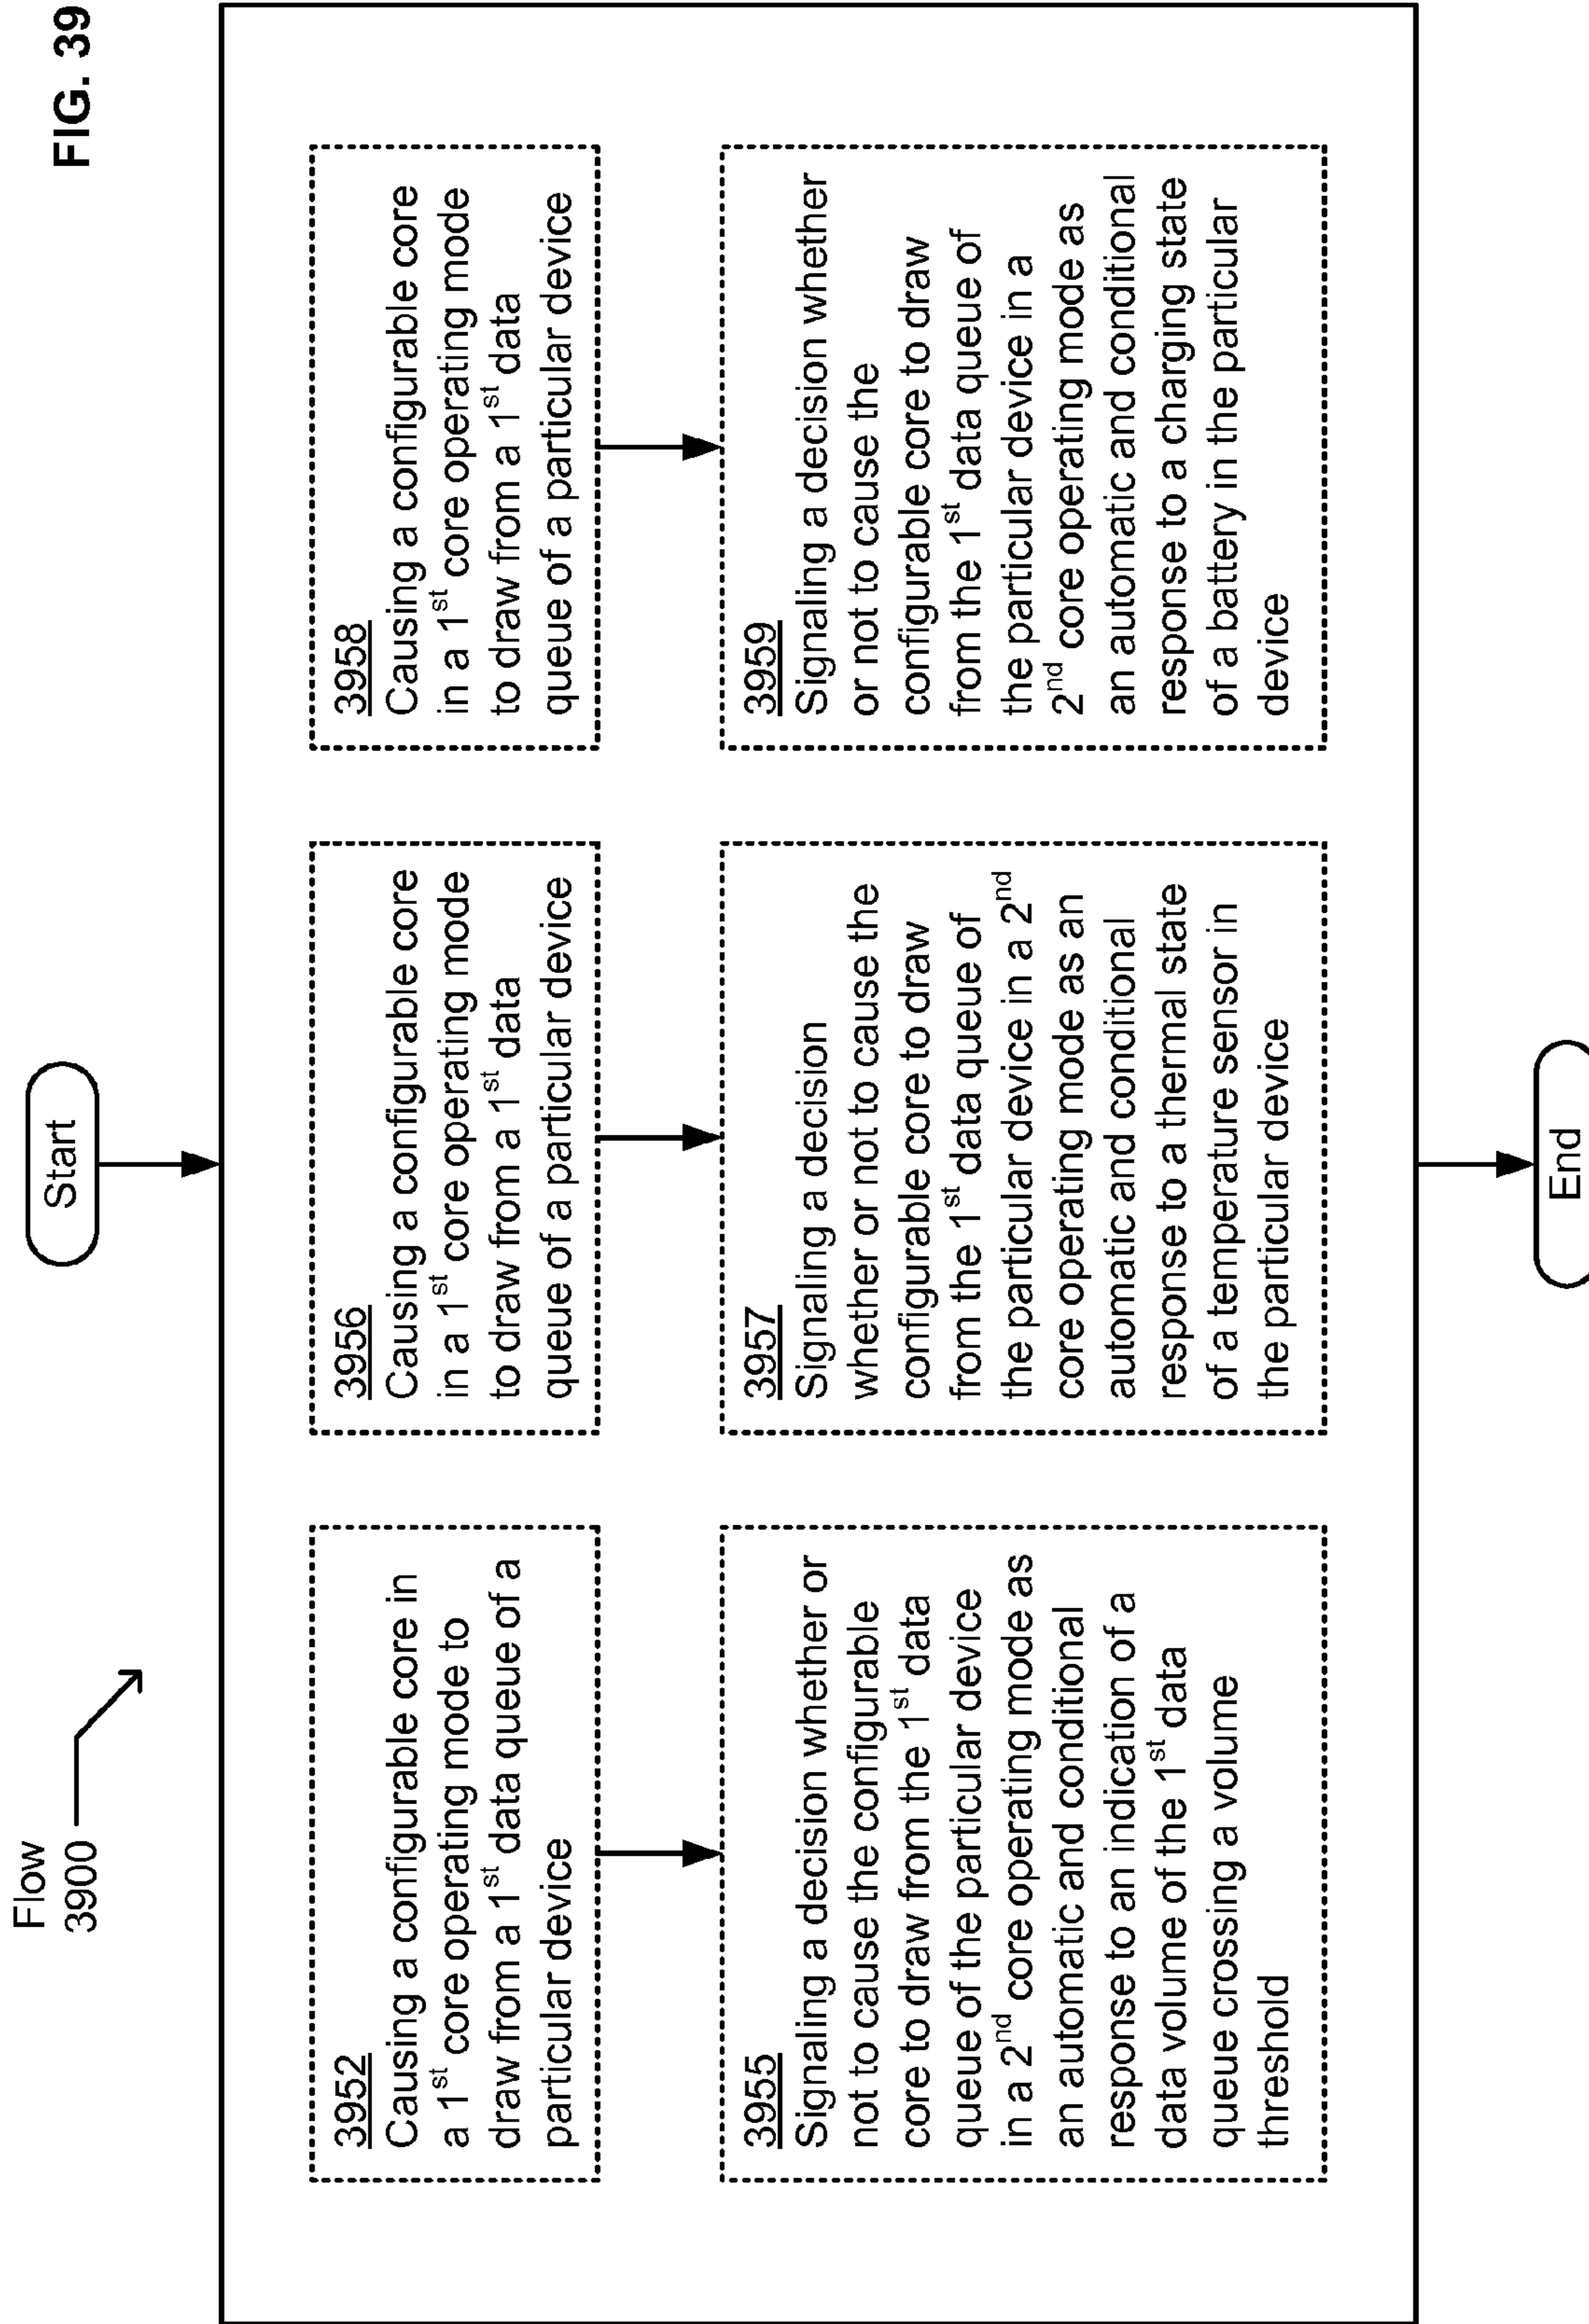 FIG. 39
Flow
3900
Start
3952
Causing a configurable core in
a 1st core operating mode to
draw from a 1st data queue of a
particular device
3955
Signaling a decision whether or
not to cause the configurable
core to draw from the 1st data
queue of the particular device
in a 2nd core operating mode as
an automatic and conditional
response to an indication of a
data volume of the 1st data
queue crossing a volume
threshold
3956
Causing a configurable core
in a 1st core operating mode
to draw from a 1st data
queue of a particular device
3957
Signaling a decision
whether or not to cause the
configurable core to draw
from the 1st data queue of
the particular device in a 2nd
core operating mode as an
automatic and conditional
response to a thermal state
of a temperature sensor in
the particular device
3958
Causing a configurable core
in a 1st core operating mode
to draw from a 1st data
queue of a particular device
3959
Signaling a decision whether
or not to cause the
configurable core to draw
from the 1st data queue of
the particular device in a
2nd core operating mode as
an automatic and conditional
response to a charging state
of a battery in the particular
device
End